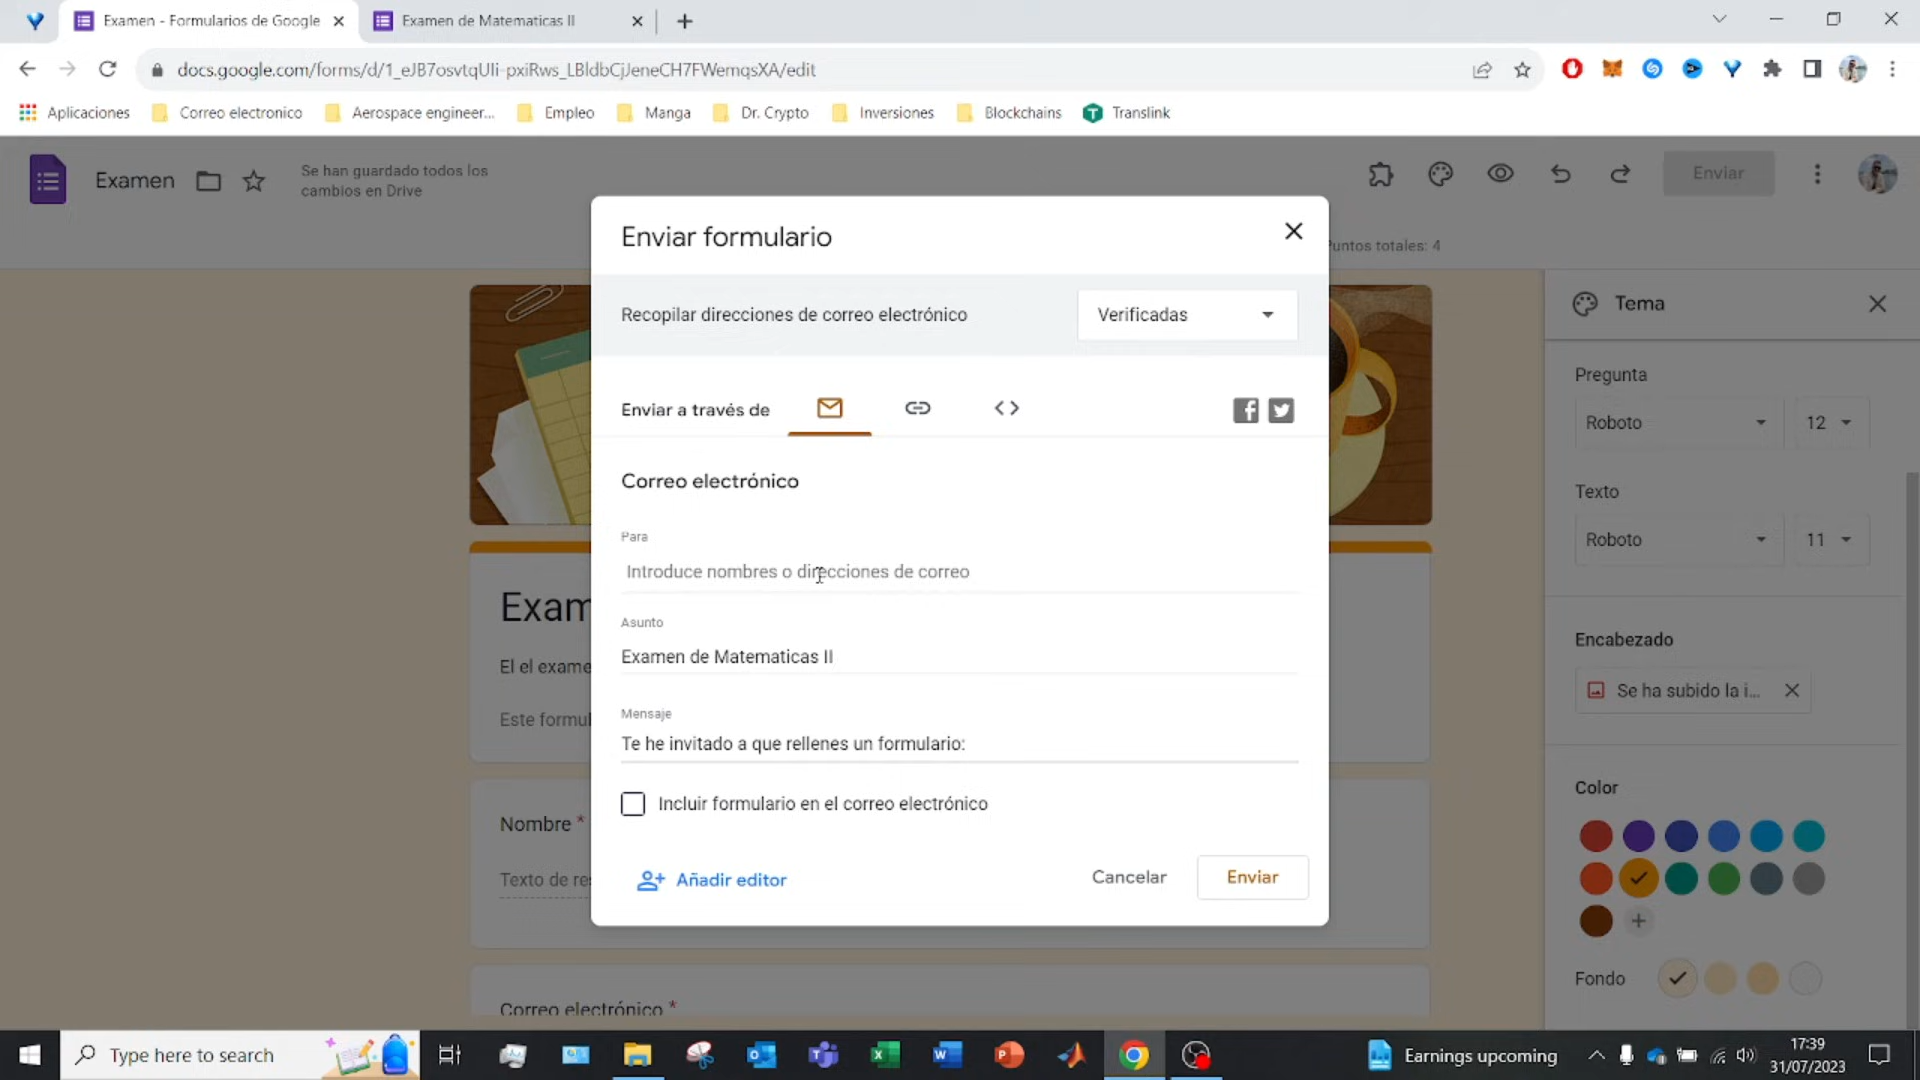 Examen - Formularios de Google
Examen de Matematicas II
docs.google.com/forms/d/1_eJB7osvtqUIi-pxiRws_LBldbCjJeneCH7FWemqsXA/edit
Aplicaciones
Correo electronico
Aerospace engineer...
Empleo
Manga
Dr. Crypto
Inversiones
Blockchains
Translink
Examen
Se han guardado todos los
cambios en Drive
Enviar
Puntos totales: 4
Enviar formulario
Recopilar direcciones de correo electrónico
Verificadas
Enviar a través de
Correo electrónico
Para
Introduce nombres o direcciones de correo
Asunto
Examen de Matematicas II
Mensaje
Te he invitado a que rellenes un formulario:
Incluir formulario en el correo electrónico
Añadir editor
Cancelar
Enviar
Exam
El el exame
Este formul
Nombre *
Texto de re
Correo electrónico *
Tema
Pregunta
Roboto
12
Texto
Roboto
11
Encabezado
Se ha subido la i...
Color
Fondo
Type here to search
Earnings upcoming
17:39
31/07/2023